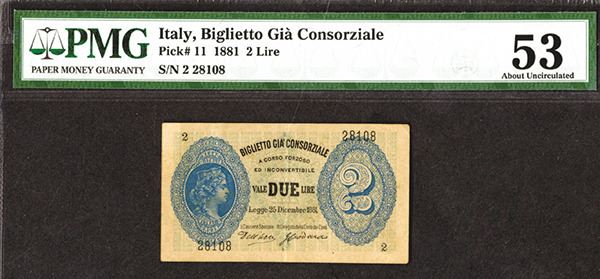 PMG
PAPER MONEY GUARANTY
Italy, Biglietto Già Consorziale
Pick# 11 1881 2 Lire
S/N 2 28108
53
About Uncirculated
2
28108
BIGLIETTO GIÀ CONSORZIALE
A CORSO FORZOSO
ED INCONVERTIBILE
VALE DUE LIRE
2
Legge 25 Dicembre 1881
28108
2